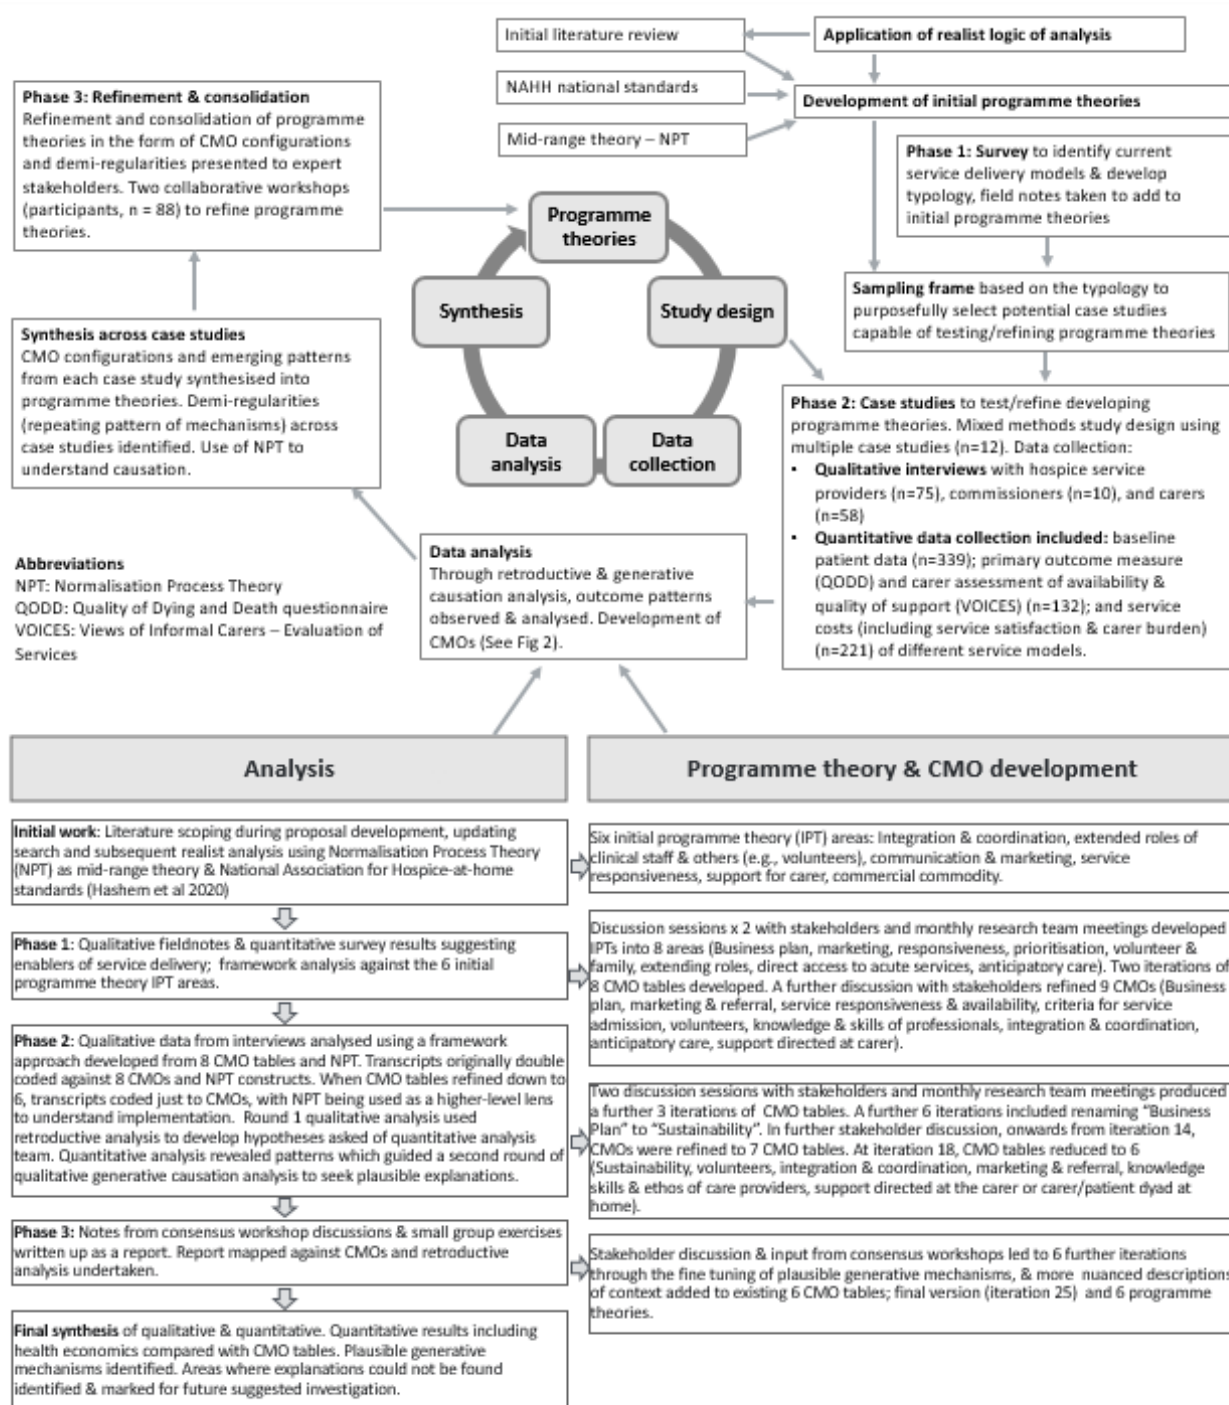 Initial literature review
Application of realist logic of analysis
NAHH national standards
Development of initial programme theories
Mid-range theory – NPT
Phase 3: Refinement & consolidation
Refinement and consolidation of programme
theories in the form of CMO configurations
and demi-regularities presented to expert
stakeholders. Two collaborative workshops
(participants, n = 88) to refine programme
theories.
Phase 1: Survey to identify current
service delivery models & develop
typology, field notes taken to add to
initial programme theories
Programme
theories
Synthesis
Study design
Data
analysis
Data
collection
Sampling frame based on the typology to
purposefully select potential case studies
capable of testing/refining programme theories
Synthesis across case studies
CMO configurations and emerging patterns
from each case study synthesised into
programme theories. Demi-regularities
(repeating pattern of mechanisms) across
case studies identified. Use of NPT to
understand causation.
Phase 2: Case studies to test/refine developing
programme theories. Mixed methods study design using
multiple case studies (n=12). Data collection:
• Qualitative interviews with hospice service
providers (n=75), commissioners (n=10), and carers
(n=58)
• Quantitative data collection included: baseline
patient data (n=339); primary outcome measure
(QODD) and carer assessment of availability &
quality of support (VOICES) (n=132); and service
costs (including service satisfaction & carer burden)
(n=221) of different service models.
Data analysis
Through retroductive & generative
causation analysis, outcome patterns
observed & analysed. Development of
CMOs (See Fig 2).
Abbreviations
NPT: Normalisation Process Theory
QODD: Quality of Dying and Death questionnaire
VOICES: Views of Informal Carers – Evaluation of
Services
Analysis
Programme theory & CMO development
Initial work: Literature scoping during proposal development, updating
search and subsequent realist analysis using Normalisation Process Theory
(NPT) as mid-range theory & National Association for Hospice-at-home
standards (Hashem et al 2020)
Six initial programme theory (IPT) areas: Integration & coordination, extended roles of
clinical staff & others (e.g., volunteers), communication & marketing, service
responsiveness, support for carer, commercial commodity.
Phase 1: Qualitative fieldnotes & quantitative survey results suggesting
enablers of service delivery; framework analysis against the 6 initial
programme theory IPT areas.
Discussion sessions x 2 with stakeholders and monthly research team meetings developed
IPTs into 8 areas (Business plan, marketing, responsiveness, prioritisation, volunteer &
family, extending roles, direct access to acute services, anticipatory care). Two iterations of
8 CMO tables developed. A further discussion with stakeholders refined 9 CMOs (Business
plan, marketing & referral, service responsiveness & availability, criteria for service
admission, volunteers, knowledge & skills of professionals, integration & coordination,
anticipatory care, support directed at carer).
Phase 2: Qualitative data from interviews analysed using a framework
approach developed from 8 CMO tables and NPT. Transcripts originally double
coded against 8 CMOs and NPT constructs. When CMO tables refined down to
6, transcripts coded just to CMOs, with NPT being used as a higher-level lens
to understand implementation. Round 1 qualitative analysis used
retroductive analysis to develop hypotheses asked of quantitative analysis
team. Quantitative analysis revealed patterns which guided a second round of
qualitative generative causation analysis to seek plausible explanations.
Two discussion sessions with stakeholders and monthly research team meetings produced
a further 3 iterations of CMO tables. A further 6 iterations included renaming “Business
Plan” to “Sustainability”. In further stakeholder discussion, onwards from iteration 14,
CMOs were refined to 7 CMO tables. At iteration 18, CMO tables reduced to 6
(Sustainability, volunteers, integration & coordination, marketing & referral, knowledge
skills & ethos of care providers, support directed at the carer or carer/patient dyad at
home).
Phase 3: Notes from consensus workshop discussions & small group exercises
written up as a report. Report mapped against CMOs and retroductive
analysis undertaken.
Stakeholder discussion & input from consensus workshops led to 6 further iterations
through the fine tuning of plausible generative mechanisms, & more nuanced descriptions
of context added to existing 6 CMO tables; final version (iteration 25) and 6 programme
theories.
Final synthesis of qualitative & quantitative. Quantitative results including
health economics compared with CMO tables. Plausible generative
mechanisms identified. Areas where explanations could not be found
identified & marked for future suggested investigation.